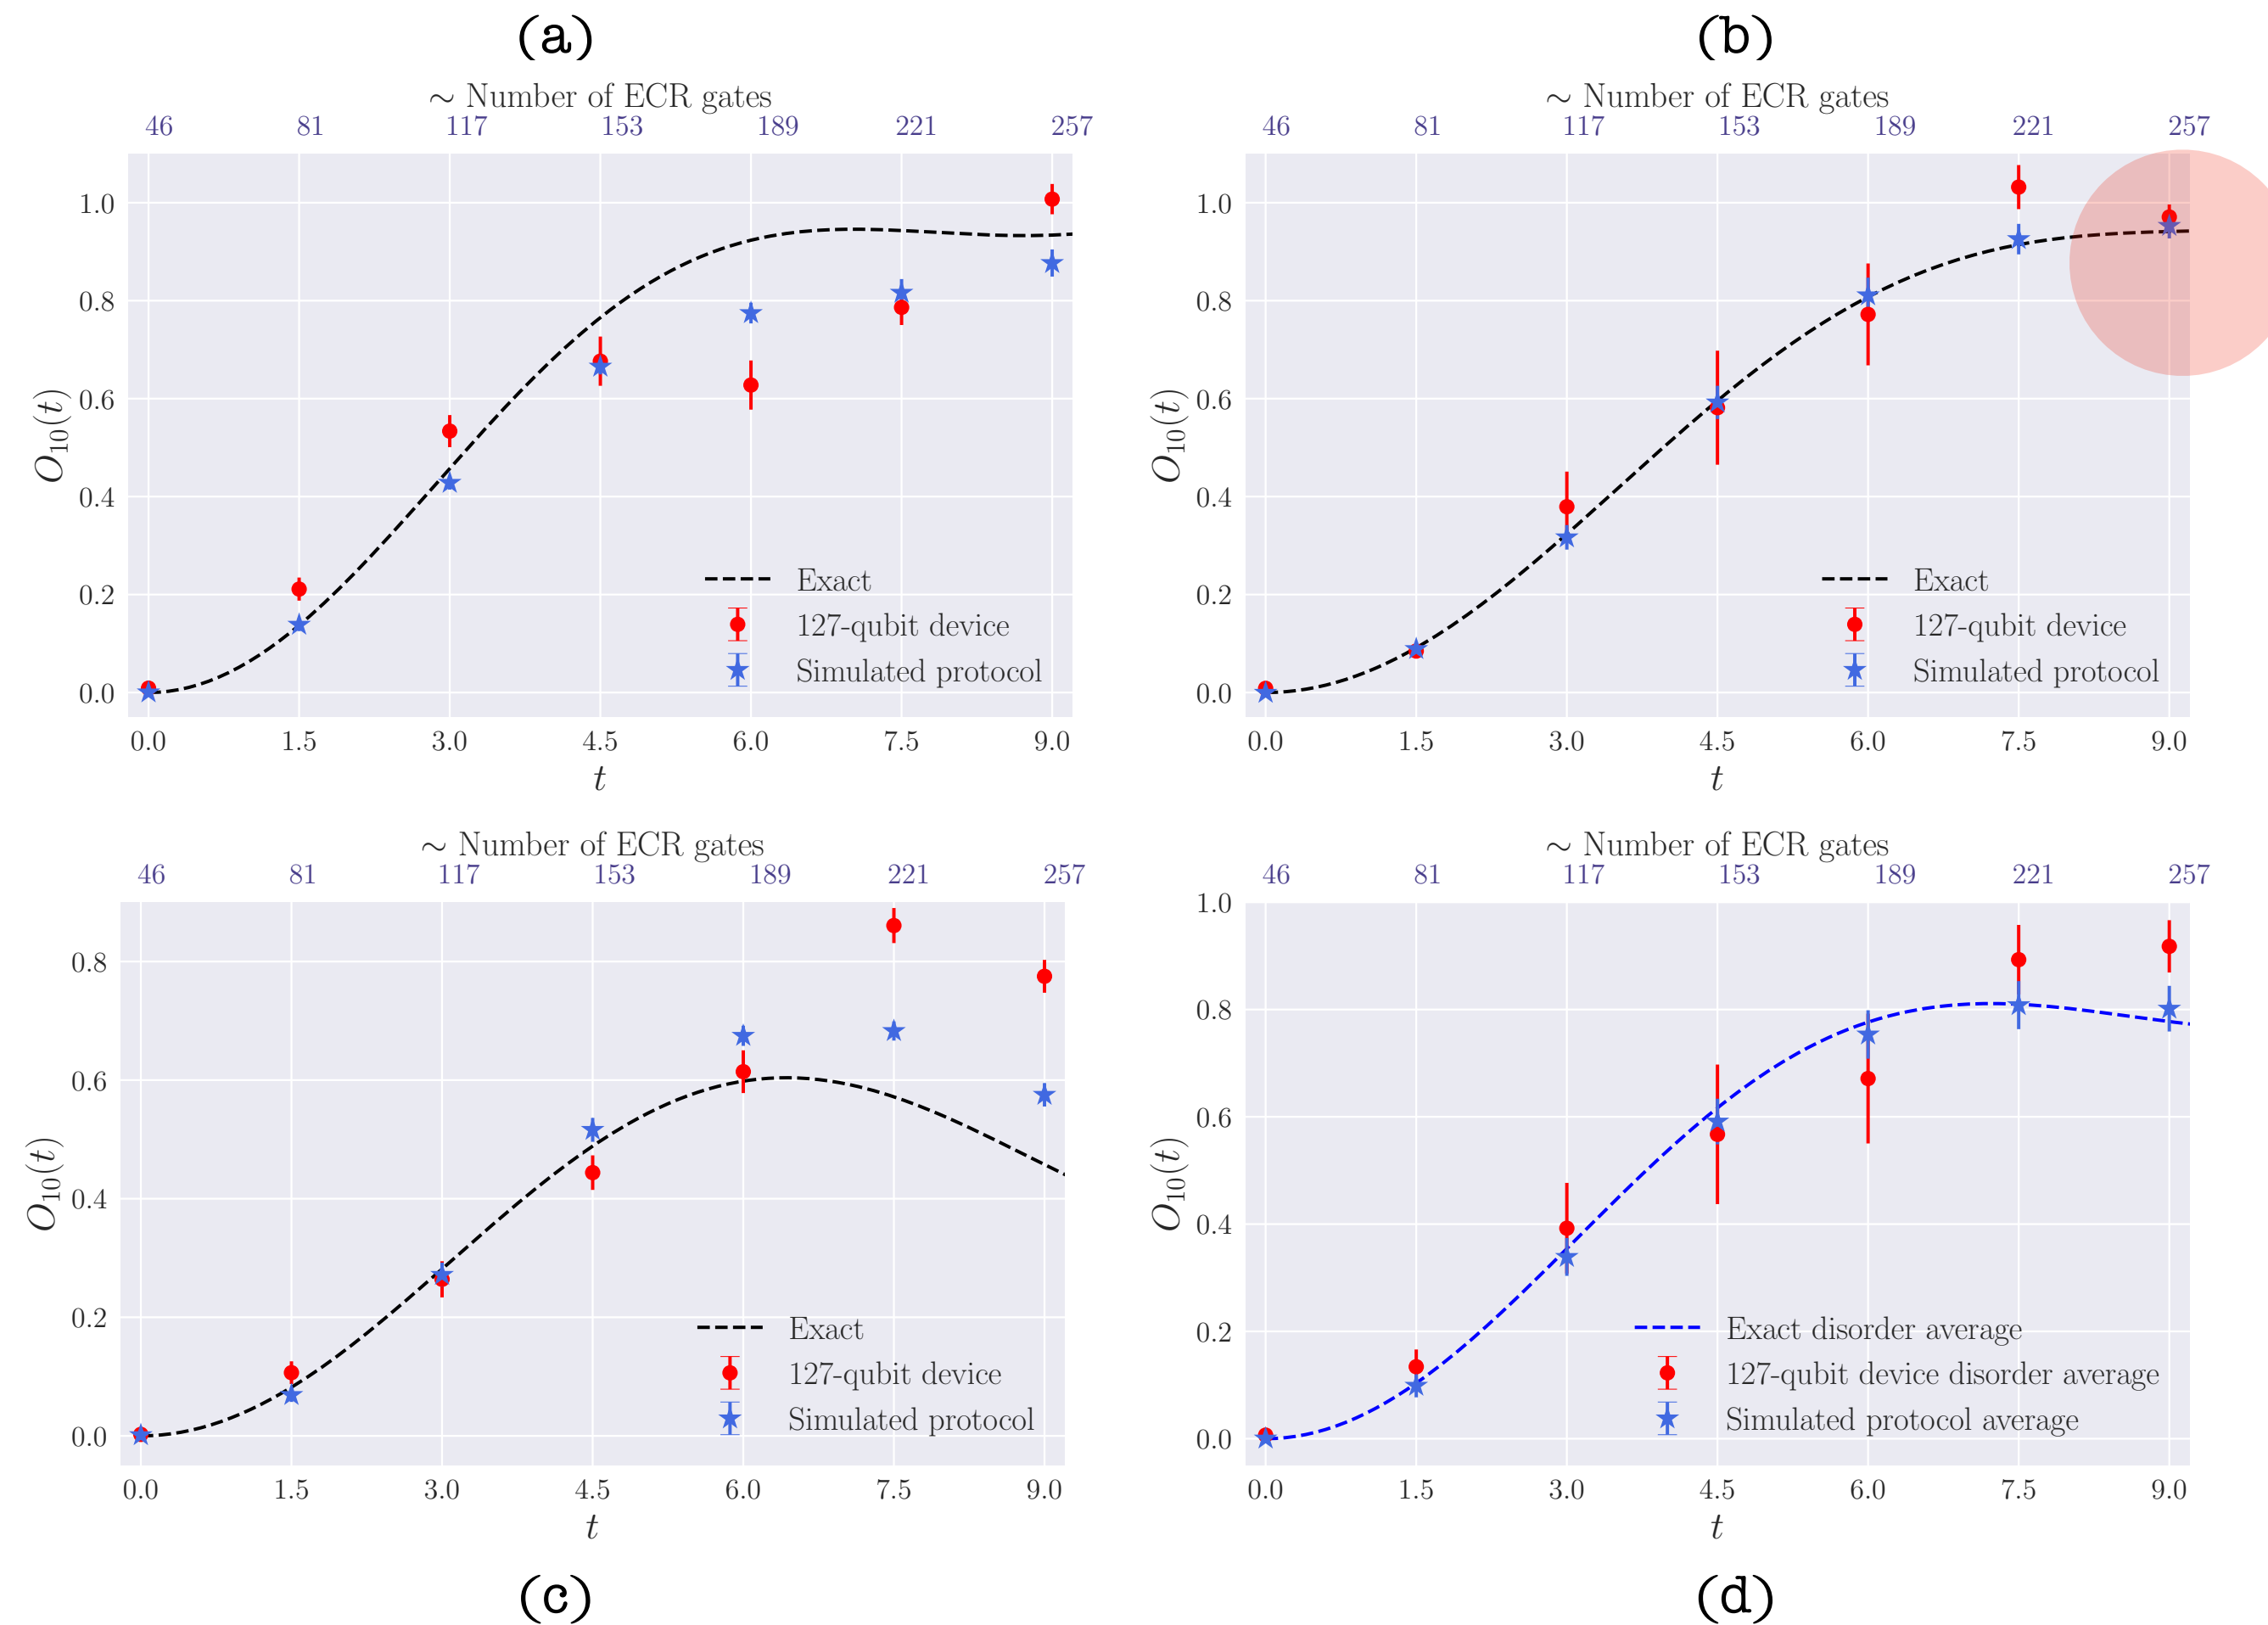 (a)
∼ Number of ECR gates
46 81 117 153 189 221 257
1.0
0.8
0.6
0.4
0.2
0.0
O10(t)
Exact
127-qubit device
Simulated protocol
0.0 1.5 3.0 4.5 6.0 7.5 9.0
t
(b)
∼ Number of ECR gates
46 81 117 153 189 221 257
1.0
0.8
0.6
0.4
0.2
0.0
O10(t)
Exact
127-qubit device
Simulated protocol
0.0 1.5 3.0 4.5 6.0 7.5 9.0
t
∼ Number of ECR gates
46 81 117 153 189 221 257
0.8
0.6
0.4
0.2
0.0
O10(t)
Exact
127-qubit device
Simulated protocol
0.0 1.5 3.0 4.5 6.0 7.5 9.0
t
(c)
∼ Number of ECR gates
46 81 117 153 189 221 257
1.0
0.8
0.6
0.4
0.2
0.0
O10(t)
Exact disorder average
127-qubit device disorder average
Simulated protocol average
0.0 1.5 3.0 4.5 6.0 7.5 9.0
t
(d)